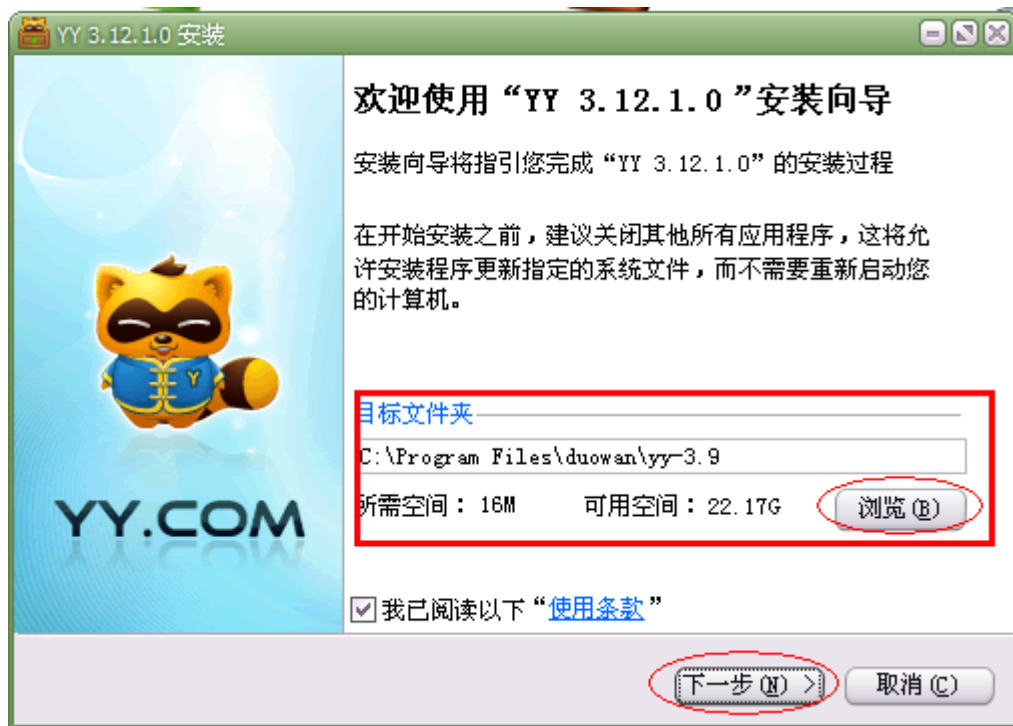 YY 3.12.1.0 安装
欢迎使用“YY 3.12.1.0 ”安装向导
安装向导将指引您完成“YY 3.12.1.0”的安装过程
在开始安装之前，建议关闭其他所有应用程序，这将允
许安装程序更新指定的系统文件，而不需要重新启动您
的计算机。
Y
目标文件夹
C:\Program Files\duowan\yy-3.9
所需空间：16M 可用空间：22.17G 浏览(B)
YY.COM
我已阅读以下“使用条款”
下一步(N) > 取消(C)